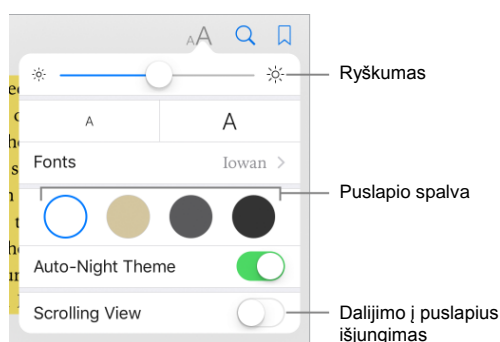 AA
Ryškumas
A A
Fonts Iowan >
Puslapio spalva
Auto-Night Theme
Scrolling View
Dalijimo į puslapius
išjungimas